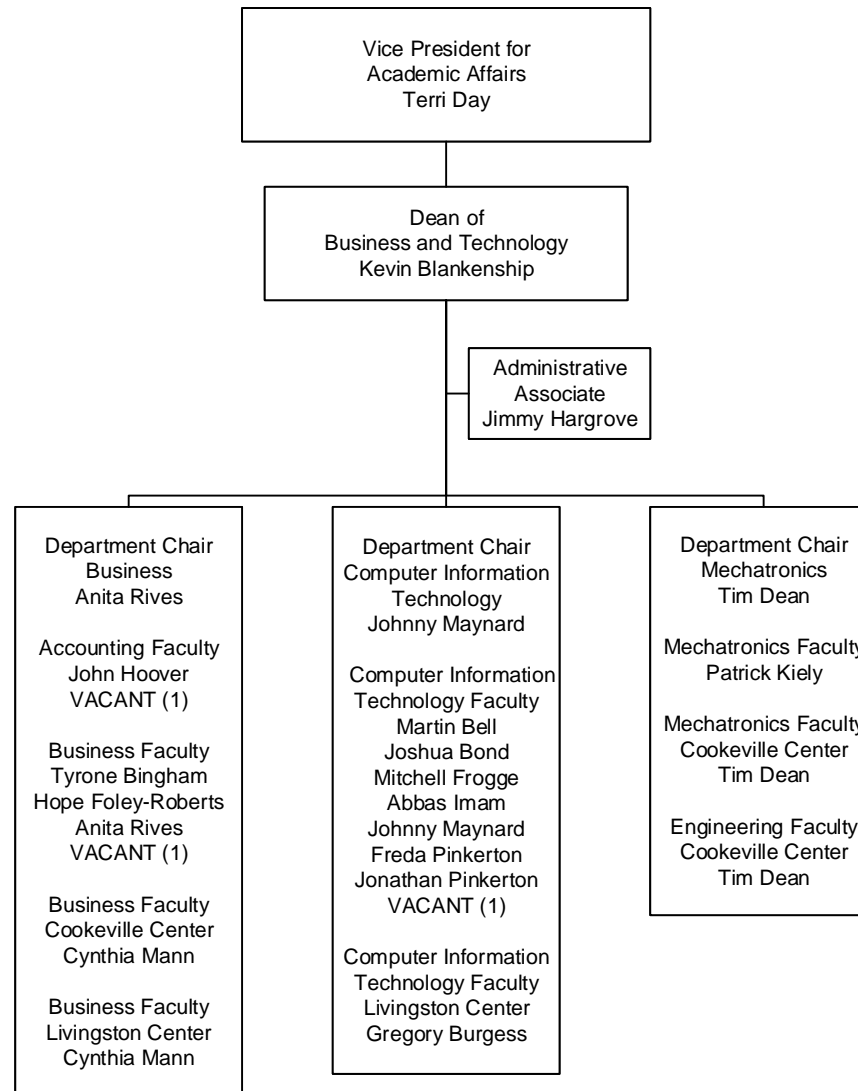 Vice President for
Academic Affairs
Terri Day
Dean of
Business and Technology
Kevin Blankenship
Administrative
Associate
Jimmy Hargrove
Department Chair
Business
Anita Rives
Accounting Faculty
John Hoover
VACANT (1)
Business Faculty
Tyrone Bingham
Hope Foley-Roberts
Anita Rives
VACANT (1)
Business Faculty
Cookeville Center
Cynthia Mann
Business Faculty
Livingston Center
Cynthia Mann
Department Chair
Computer Information
Technology
Johnny Maynard
Computer Information
Technology Faculty
Martin Bell
Joshua Bond
Mitchell Frogge
Abbas Imam
Johnny Maynard
Freda Pinkerton
Jonathan Pinkerton
VACANT (1)
Computer Information
Technology Faculty
Livingston Center
Gregory Burgess
Department Chair
Mechatronics
Tim Dean
Mechatronics Faculty
Patrick Kiely
Mechatronics Faculty
Cookeville Center
Tim Dean
Engineering Faculty
Cookeville Center
Tim Dean